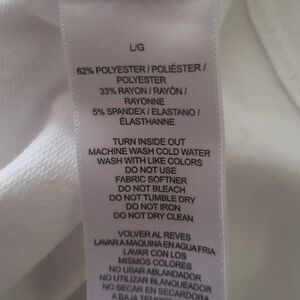 L/G
62% POLYESTER / POLIÉSTER /
POLYESTER
33% RAYON / RAYÓN /
RAYONNE
5% SPANDEX / ELASTANO /
ÉLASTHANNE
TURN INSIDE OUT
MACHINE WASH COLD WATER
WASH WITH LIKE COLORS
DO NOT USE
FABRIC SOFTNER
DO NOT BLEACH
DO NOT TUMBLE DRY
DO NOT IRON
DO NOT DRY CLEAN
VOLVER AL REVES
LAVAR A MAQUINA EN AGUA FRIA
LAVAR CON LOS
MISMOS COLORES
NO USAR ABLANDADOR
NO UTILIZAR BLANQUEADOR
NO SECAR EN SECARDORA
A BAJA